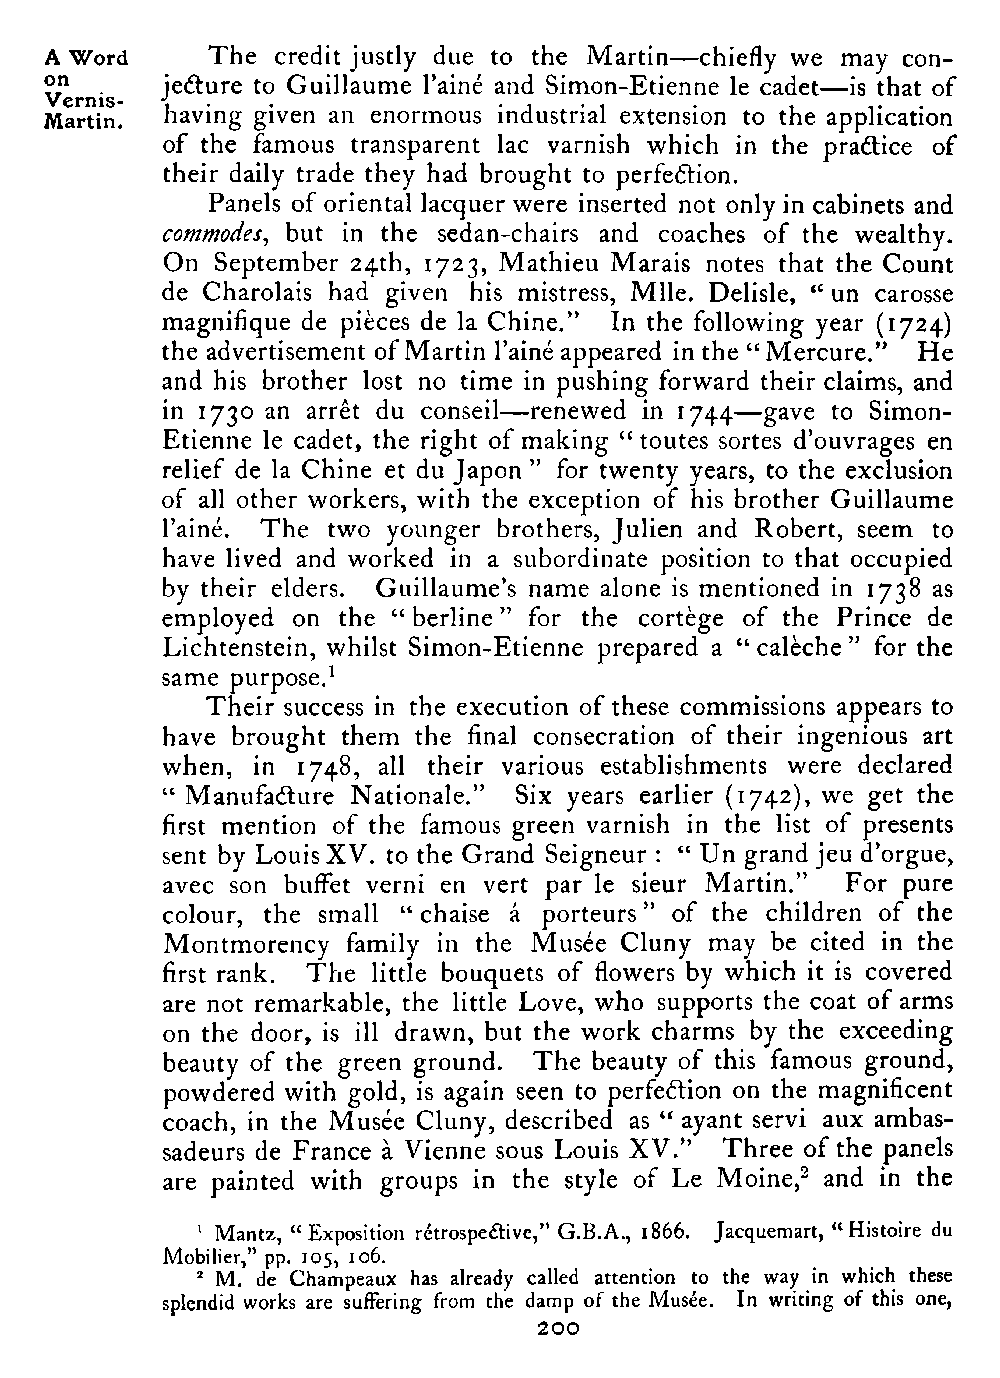 A Word
on
Vernis-
Martin.
The credit justly due to the Martin—chiefly we may con-
jecture to Guillaume l'ainé and Simon-Etienne le cadet—is that of
having given an enormous industrial extension to the application
of the famous transparent lac varnish which in the practice of
their daily trade they had brought to perfection.
Panels of oriental lacquer were inserted not only in cabinets and
commodes, but in the sedan-chairs and coaches of the wealthy.
On September 24th, 1723, Mathieu Marais notes that the Count
de Charolais had given his mistress, Mlle. Delisle, “ un carosse
magnifique de pièces de la Chine.” In the following year (1724)
the advertisement of Martin l'ainé appeared in the “ Mercure.” He
and his brother lost no time in pushing forward their claims, and
in 1730 an arrêt du conseil—renewed in 1744—gave to Simon-
Etienne le cadet, the right of making “ toutes sortes d'ouvrages en
relief de la Chine et du Japon ” for twenty years, to the exclusion
of all other workers, with the exception of his brother Guillaume
l'ainé. The two younger brothers, Julien and Robert, seem to
have lived and worked in a subordinate position to that occupied
by their elders. Guillaume's name alone is mentioned in 1738 as
employed on the “ berline ” for the cortège of the Prince de
Lichtenstein, whilst Simon-Etienne prepared a “ calèche ” for the
same purpose.¹
Their success in the execution of these commissions appears to
have brought them the final consecration of their ingenious art
when, in 1748, all their various establishments were declared
“ Manufacture Nationale.” Six years earlier (1742), we get the
first mention of the famous green varnish in the list of presents
sent by Louis XV. to the Grand Seigneur : “ Un grand jeu d'orgue,
avec son buffet verni en vert par le sieur Martin.” For pure
colour, the small “ chaise á porteurs ” of the children of the
Montmorency family in the Musée Cluny may be cited in the
first rank. The little bouquets of flowers by which it is covered
are not remarkable, the little Love, who supports the coat of arms
on the door, is ill drawn, but the work charms by the exceeding
beauty of the green ground. The beauty of this famous ground,
powdered with gold, is again seen to perfection on the magnificent
coach, in the Musée Cluny, described as “ ayant servi aux ambas-
sadeurs de France à Vienne sous Louis XV.” Three of the panels
are painted with groups in the style of Le Moine,² and in the
¹ Mantz, “ Exposition rétrospective,” G.B.A., 1866. Jacquemart, “ Histoire du
Mobilier,” pp. 105, 106.
² M. de Champeaux has already called attention to the way in which these
splendid works are suffering from the damp of the Musée. In writing of this one,
200